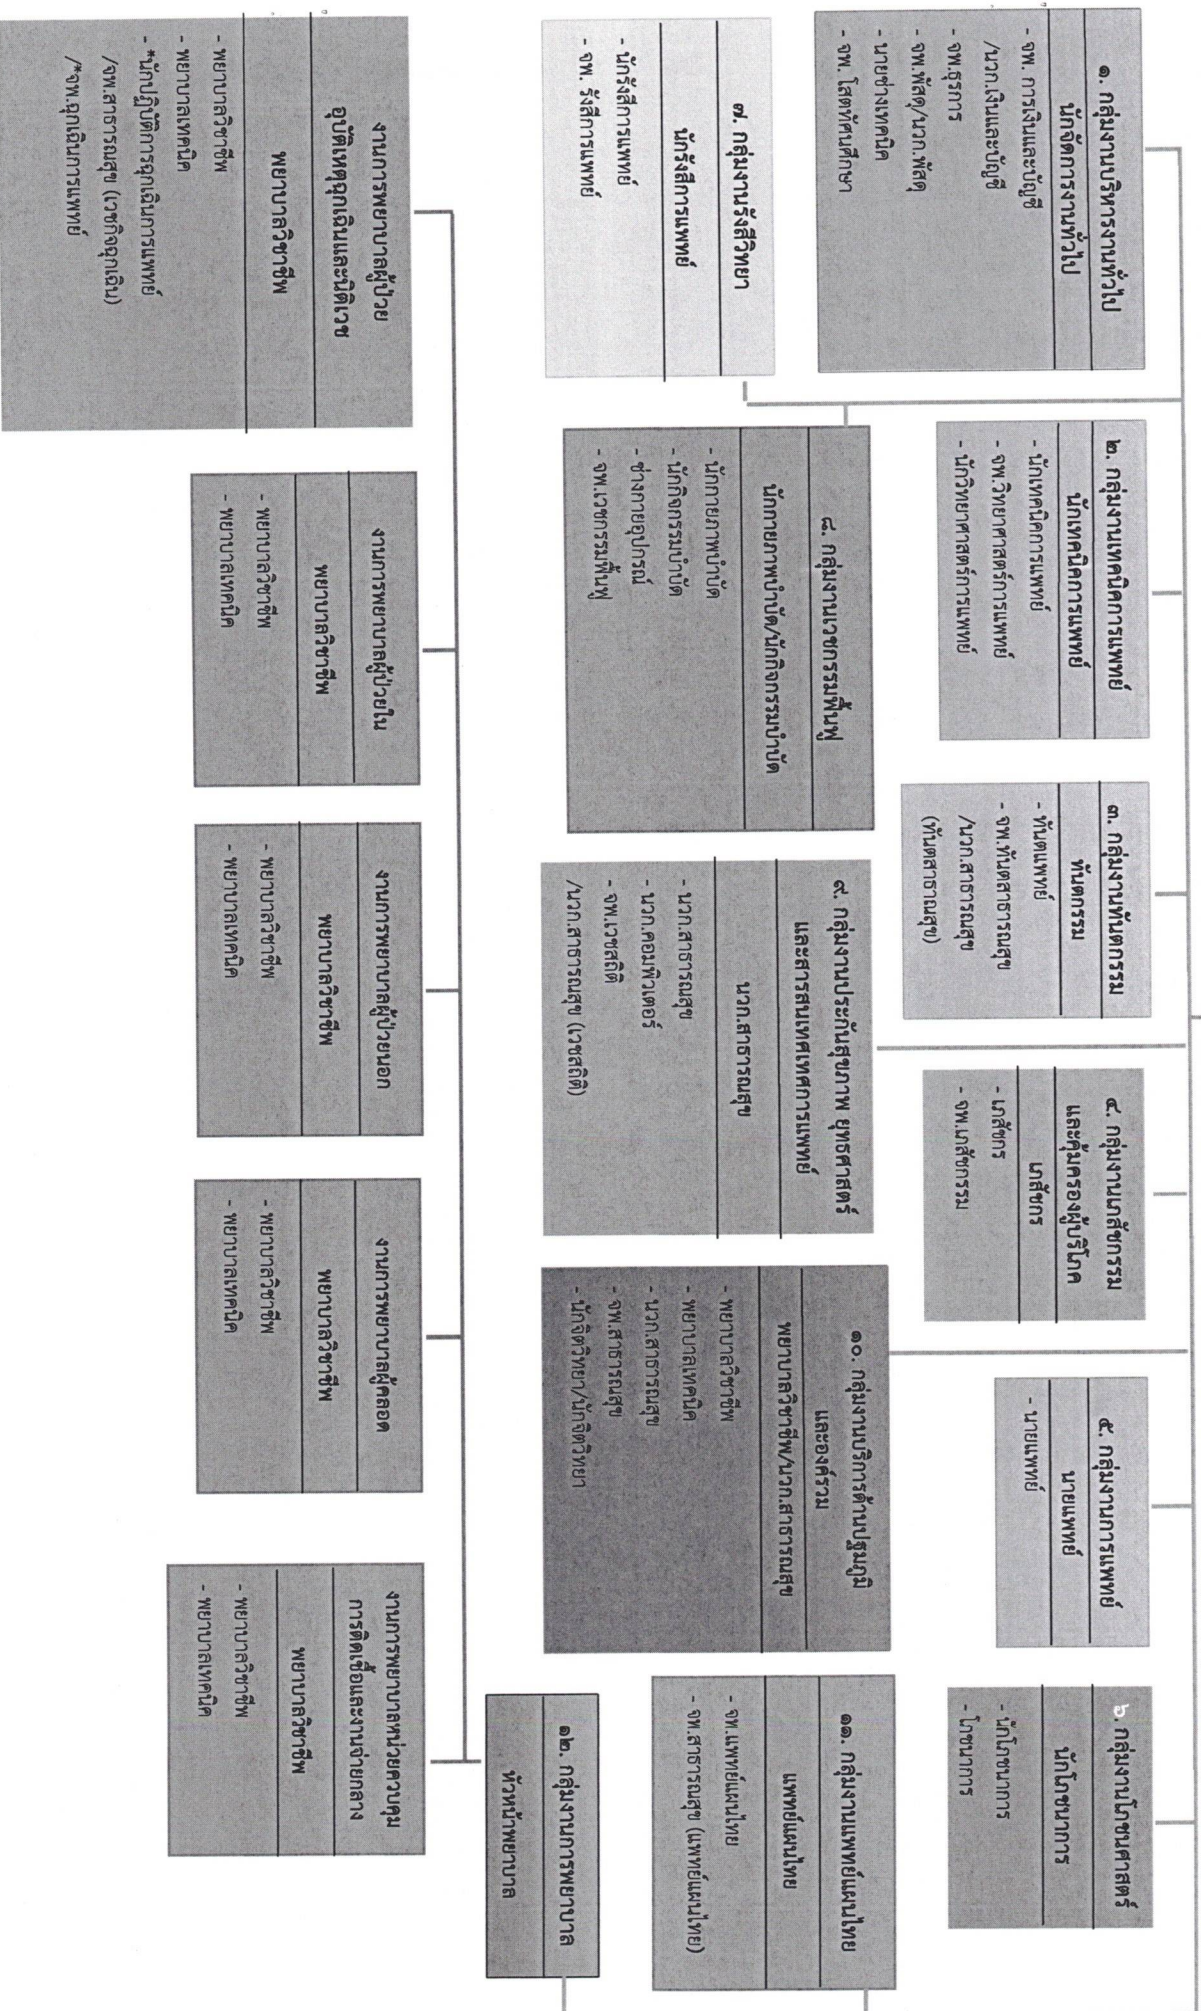 ๑. กลุ่มงานบริหารงานทั่วไป
นักจัดการงานทั่วไป
- จพ. การเงินและบัญชี
/นวก.เงินและบัญชี
- จพ.ธุรการ
- จพ.พัสดุ/นวก.พัสดุ
- นายช่างเทคนิค
- จพ. โสตทัศนศึกษา
๒. กลุ่มงานเทคนิคการแพทย์
นักเทคนิคการแพทย์
- นักเทคนิคการแพทย์
- จพ.วิทยาศาสตร์การแพทย์
- นักวิทยาศาสตร์การแพทย์
๓. กลุ่มงานทันตกรรม
ทันตกรรม
- ทันตแพทย์
- จพ.ทันตสาธารณสุข
/นวก.สาธารณสุข
(ทันตสาธาณสุข)
๔. กลุ่มงานเภสัชกรรม
และคุ้มครองผู้บริโภค
เภสัชกร
- เภสัชกร
- จพ.เภสัชกรรม
๕. กลุ่มงานการแพทย์
นายแพทย์
- นายแพทย์
๖. กลุ่มงานโภชนศาสตร์
นักโภชนาการ
- นักโภชนาการ
- โภชนาการ
๗. กลุ่มงานรังสีวิทยา
นักรังสีการแพทย์
- นักรังสีการแพทย์
- จพ. รังสีการแพทย์
๘. กลุ่มงานเวชกรรมฟื้นฟู
นักกายภาพบำบัด/นักกิจกรรมบำบัด
- นักกายภาพบำบัด
- นักกิจกรรมบำบัด
- ช่างกายอุปกรณ์
- จพ.เวชกรรมฟื้นฟู
๙. กลุ่มงานประกันสุขภาพ ยุทธศาสตร์
และสารสนเทศเทศการแพทย์
นวก.สาธารณสุข
- นวก.สาธารณสุข
- นวก.คอมพิวเตอร์
- จพ.เวชสถิติ
/นวก.สาธารณสุข (เวชสถิติ)
๑๐. กลุ่มงานบริการด้านปฐมภูมิ
และองค์รวม
พยาบาลวิชาชีพ/นวก.สาธารณสุข
- พยาบาลวิชาชีพ
- พยาบาลเทคนิค
- นวก.สาธารณสุข
- จพ.สาธารณสุข
- นักจิตวิทยา/นักจิตวิทยา
๑๑. กลุ่มงานแพทย์แผนไทย
แพทย์แผนไทย
- จพ.แพทย์แผนไทย
- จพ.สาธารณสุข (แพทย์แผนไทย)
๑๒. กลุ่มงานการพยาบาล
หัวหน้าพยาบาล
งานการพยาบาลผู้ป่วย
อุบัติเหตุฉุกเฉินและนิติเวช
พยาบาลวิชาชีพ
- พยาบาลวิชาชีพ
- พยาบาลเทคนิค
- *นักปฏิบัติการฉุกเฉินการแพทย์
/จพ.สาธารณสุข (เวชกิจฉุกเฉิน)
/*จพ.ฉุกเฉินการแพทย์
งานการพยาบาลผู้ป่วยใน
พยาบาลวิชาชีพ
- พยาบาลวิชาชีพ
- พยาบาลเทคนิค
งานการพยาบาลผู้ป่วยนอก
พยาบาลวิชาชีพ
- พยาบาลวิชาชีพ
- พยาบาลเทคนิค
งานการพยาบาลผู้คลอด
พยาบาลวิชาชีพ
- พยาบาลวิชาชีพ
- พยาบาลเทคนิค
งานการพยาบาลหน่วยควบคุม
การติดเชื้อและงานจ่ายกลาง
พยาบาลวิชาชีพ
- พยาบาลวิชาชีพ
- พยาบาลเทคนิค